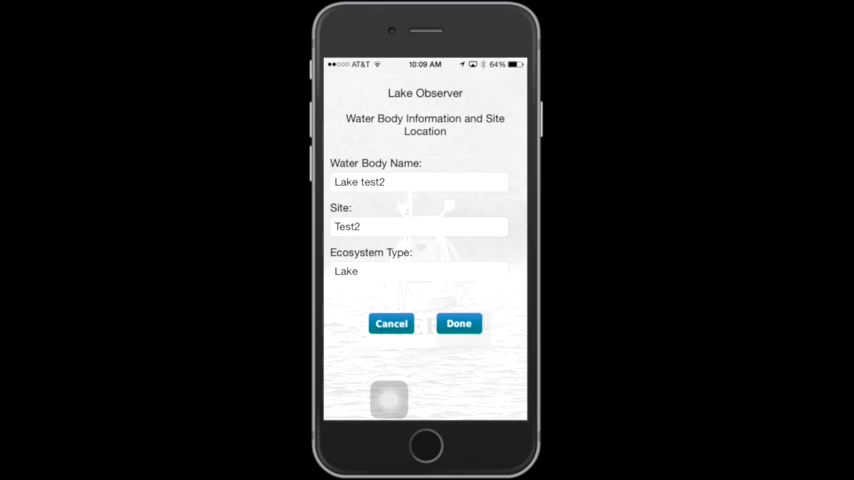 AT&T 10:09 AM 64%
Lake Observer
Water Body Information and Site
Location
Water Body Name:
Lake test2
Site:
Test2
Ecosystem Type:
Lake
Cancel Done